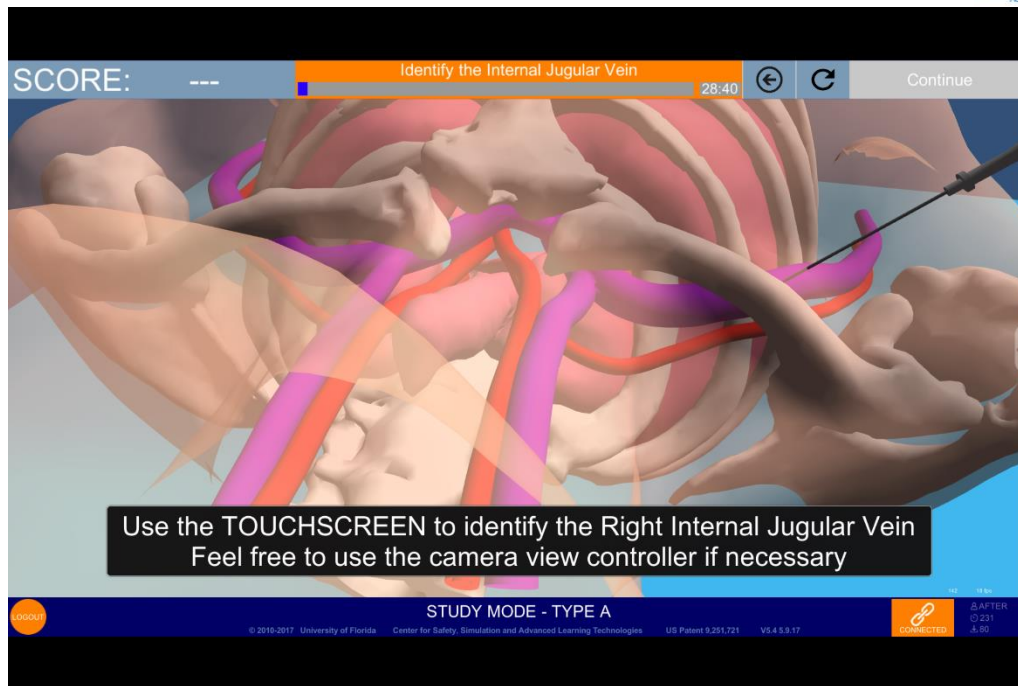 SCORE: ---
Identify the Internal Jugular Vein
28:40
Continue
Use the TOUCHSCREEN to identify the Right Internal Jugular Vein
Feel free to use the camera view controller if necessary
LOGOUT
STUDY MODE - TYPE A
© 2010-2017 University of Florida Center for Safety, Simulation and Advanced Learning Technologies US Patent 9,251,721 V5.4 5.9.17
CONNECTED
AFTER
231
80